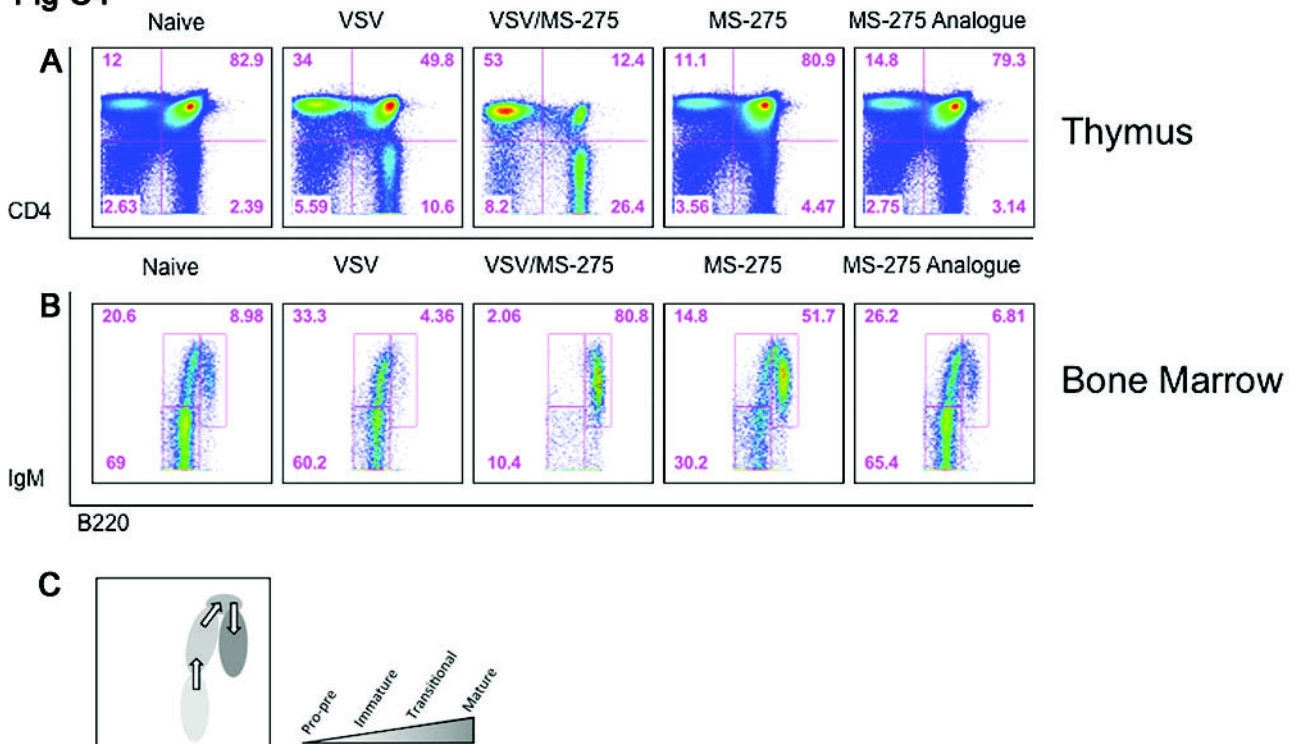 Naive VSV VSV/MS-275 MS-275 MS-275 Analogue
A
12 82.9 34 49.8 53 12.4 11.1 80.9 14.8 79.3
Thymus
CD4
2.63 2.39 5.59 10.6 8.2 26.4 3.56 4.47 2.75 3.14
Naive VSV VSV/MS-275 MS-275 MS-275 Analogue
B
20.6 8.98 33.3 4.36 2.06 80.8 14.8 51.7 26.2 6.81
Bone Marrow
69 60.2 10.4 30.2 65.4
IgM
B220
C
Pro-pre Immature Transitional Mature